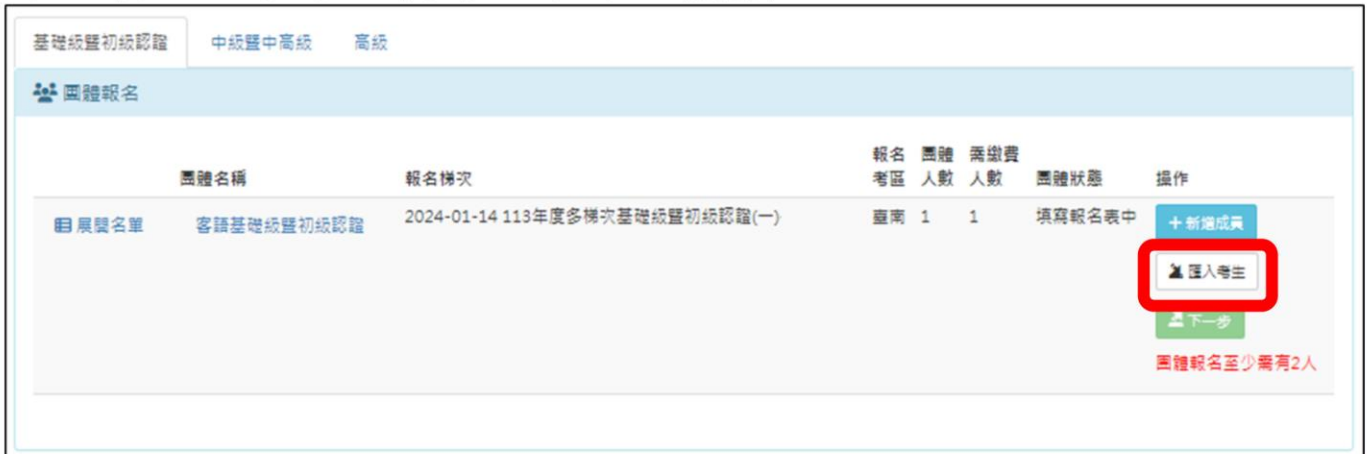 基礎級暨初級認證 中級暨中高級 高級
團體報名
團體名稱 報名梯次 報名考區 團體人數 需繳費人數 團體狀態 操作
展開名單 客語基礎級暨初級認證 2024-01-14 113年度多梯次基礎級暨初級認證(一) 臺南 1 1 填寫報名表中 +新增成員
匯入考生
下一步
團體報名至少需有2人